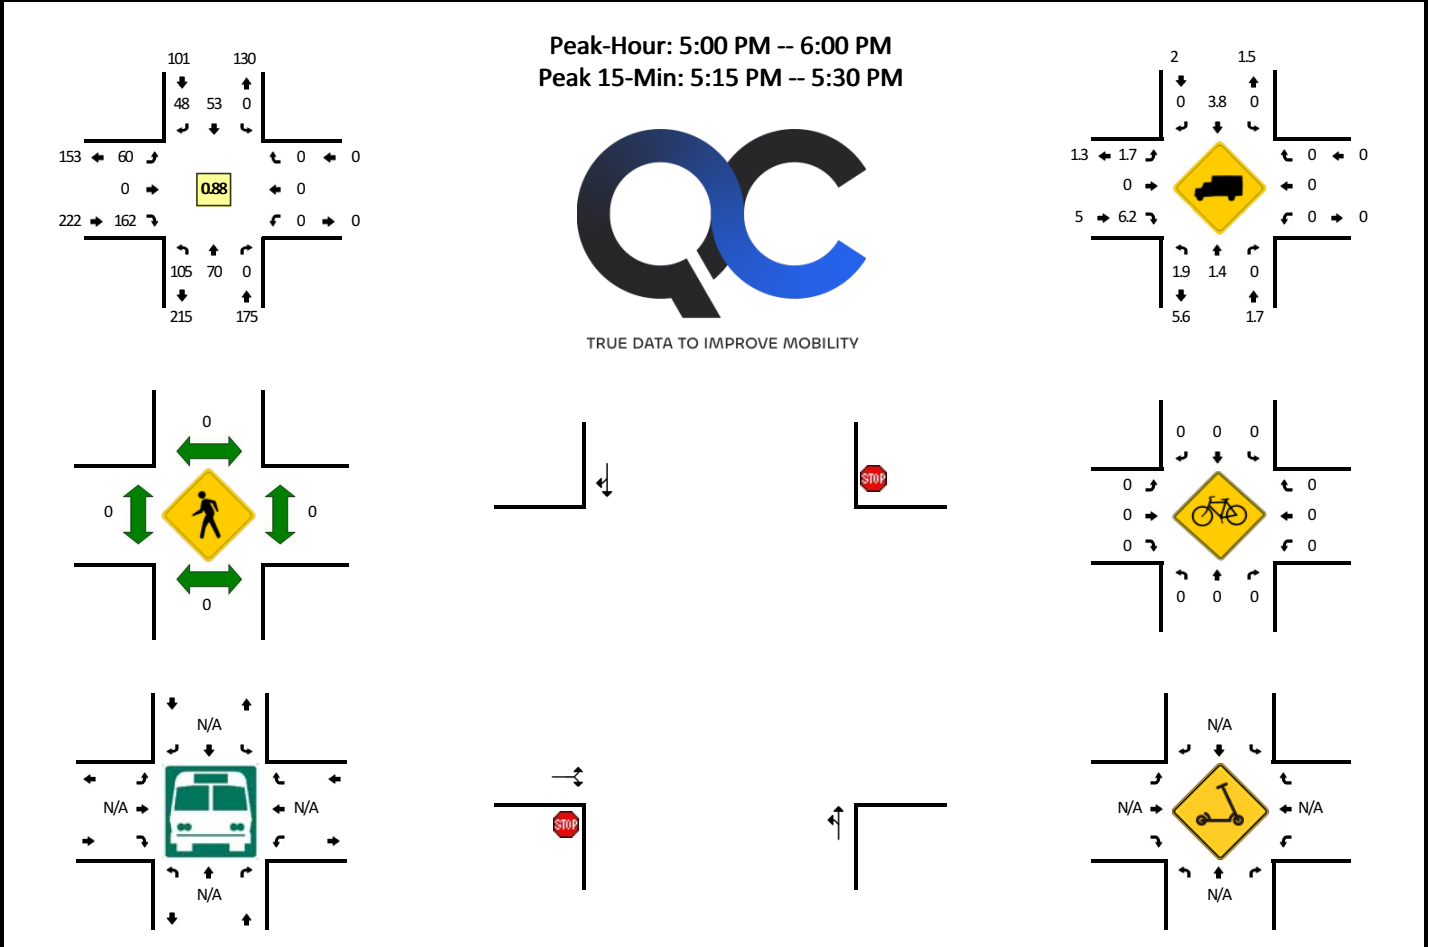 Peak-Hour: 5:00 PM -- 6:00 PM
Peak 15-Min: 5:15 PM -- 5:30 PM
101 130
48 53 0
153 60 0 0
0 0.88 0
222 162 0 0
105 70 0
215 175
TRUE DATA TO IMPROVE MOBILITY
2 1.5
0 3.8 0
1.3 1.7 0 0
0 0
5 6.2 0 0
1.9 1.4 0
5.6 1.7
0
0 0
0
STOP
STOP
0 0 0
0 0
0 0
0 0
0 0 0
N/A
N/A N/A
N/A
N/A
N/A N/A
N/A